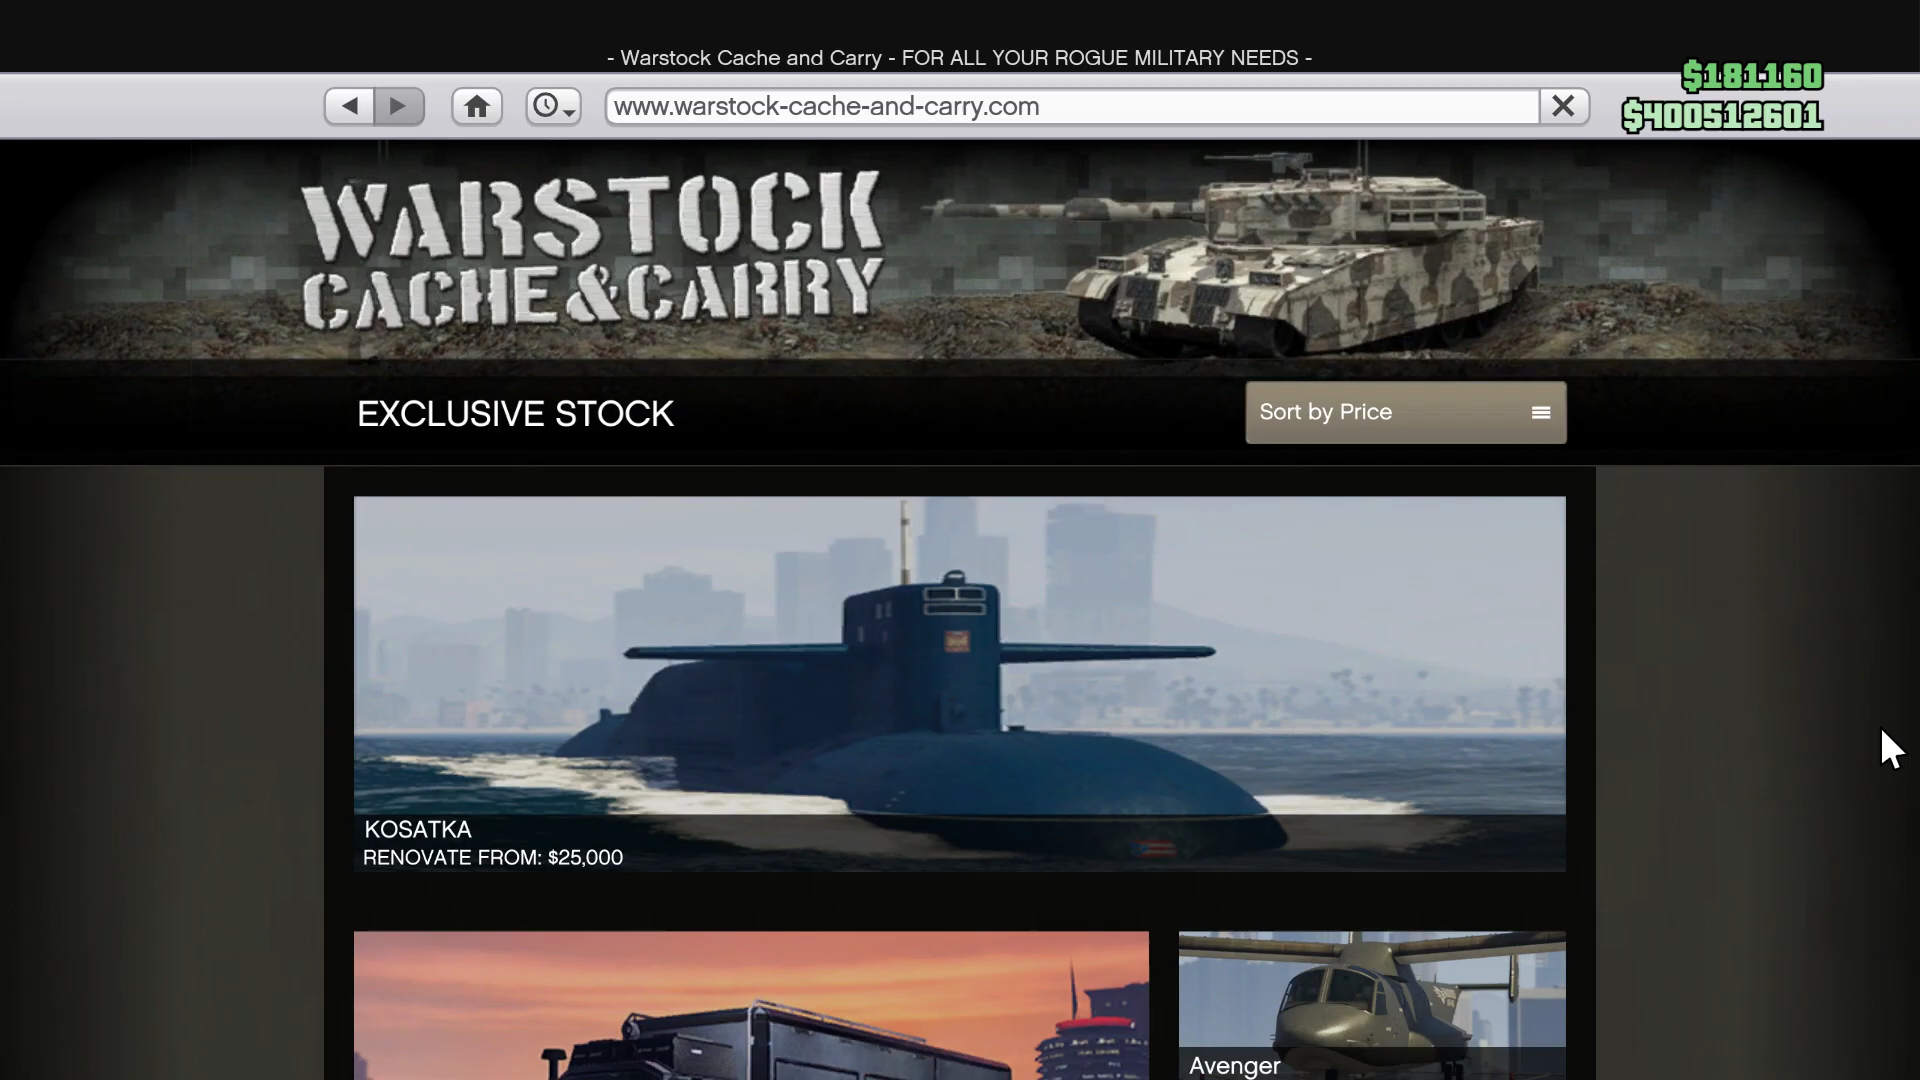 - Warstock Cache and Carry - FOR ALL YOUR ROGUE MILITARY NEEDS -
$181160
www.warstock-cache-and-carry.com
$400512601
WARSTOCK
CACHE&CARRY
EXCLUSIVE STOCK
Sort by Price
KOSATKA
RENOVATE FROM: $25,000
Avenger